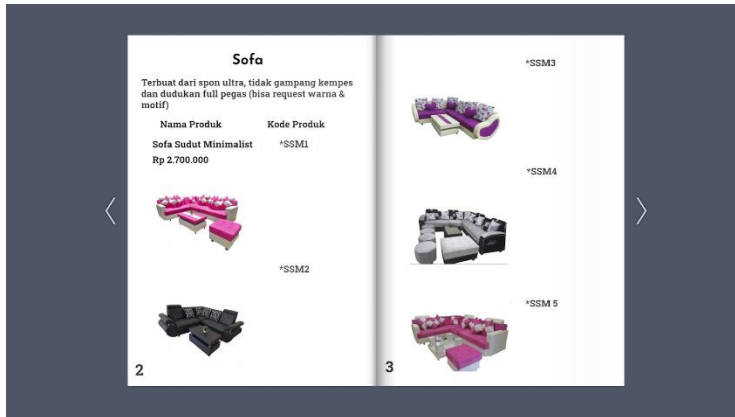 Sofa
Terbuat dari spon ultra, tidak gampang kempes
dan dudukan full pegas (bisa request warna &
motif)
Nama Produk Kode Produk
Sofa Sudut Minimalist *SSM1
Rp 2.700.000
*SSM2
2
*SSM3
*SSM4
*SSM 5
3